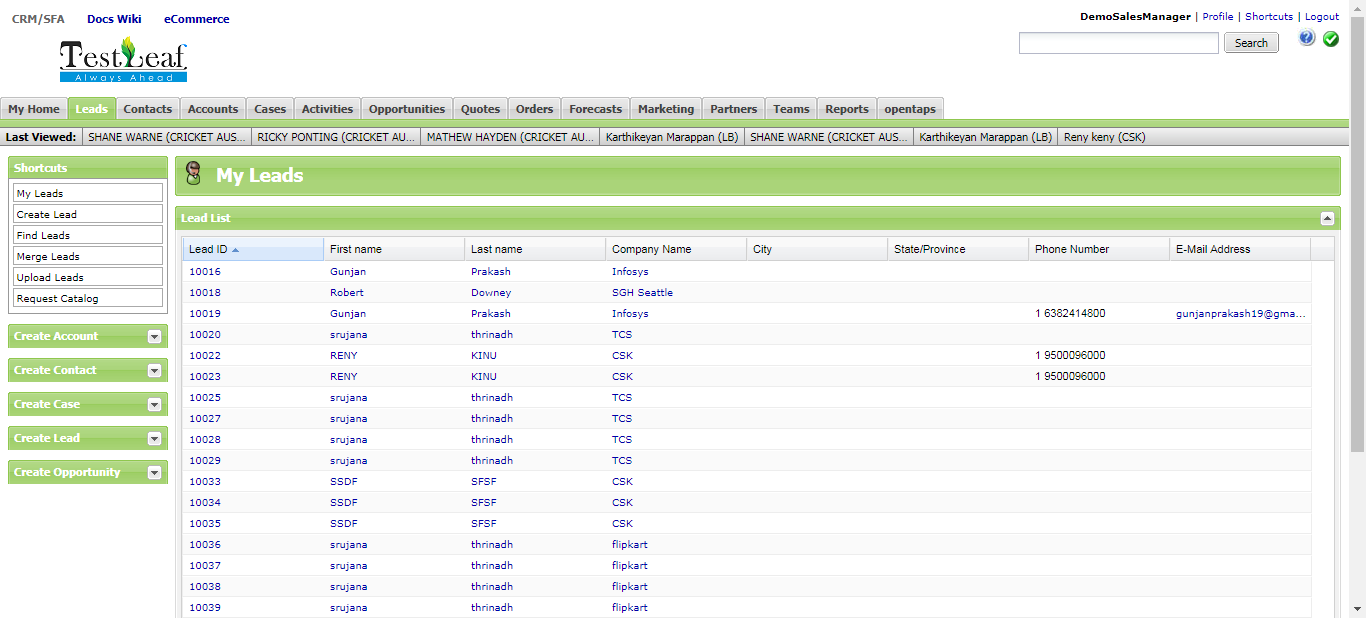 CRM/SFA Docs Wiki eCommerce
DemoSalesManager | Profile | Shortcuts | Logout
TestLeaf
Always Ahead
Search
My Home Leads Contacts Accounts Cases Activities Opportunities Quotes Orders Forecasts Marketing Partners Teams Reports opentaps
Last Viewed: SHANE WARNE (CRICKET AUS... RICKY PONTING (CRICKET AU... MATHEW HAYDEN (CRICKET AU... Karthikeyan Marappan (LB) SHANE WARNE (CRICKET AUS... Karthikeyan Marappan (LB) Reny keny (CSK)
Shortcuts
My Leads
Create Lead
Find Leads
Merge Leads
Upload Leads
Request Catalog
Create Account
Create Contact
Create Case
Create Lead
Create Opportunity
My Leads
Lead List
Lead ID First name Last name Company Name City State/Province Phone Number E-Mail Address
10016 Gunjan Prakash Infosys
10018 Robert Downey SGH Seattle
10019 Gunjan Prakash Infosys 1 6382414800 gunjanprakash19@gma...
10020 srujana thrinadh TCS
10022 RENY KINU CSK 1 9500096000
10023 RENY KINU CSK 1 9500096000
10025 srujana thrinadh TCS
10027 srujana thrinadh TCS
10028 srujana thrinadh TCS
10029 srujana thrinadh TCS
10033 SSDF SFSF CSK
10034 SSDF SFSF CSK
10035 SSDF SFSF CSK
10036 srujana thrinadh flipkart
10037 srujana thrinadh flipkart
10038 srujana thrinadh flipkart
10039 srujana thrinadh flipkart